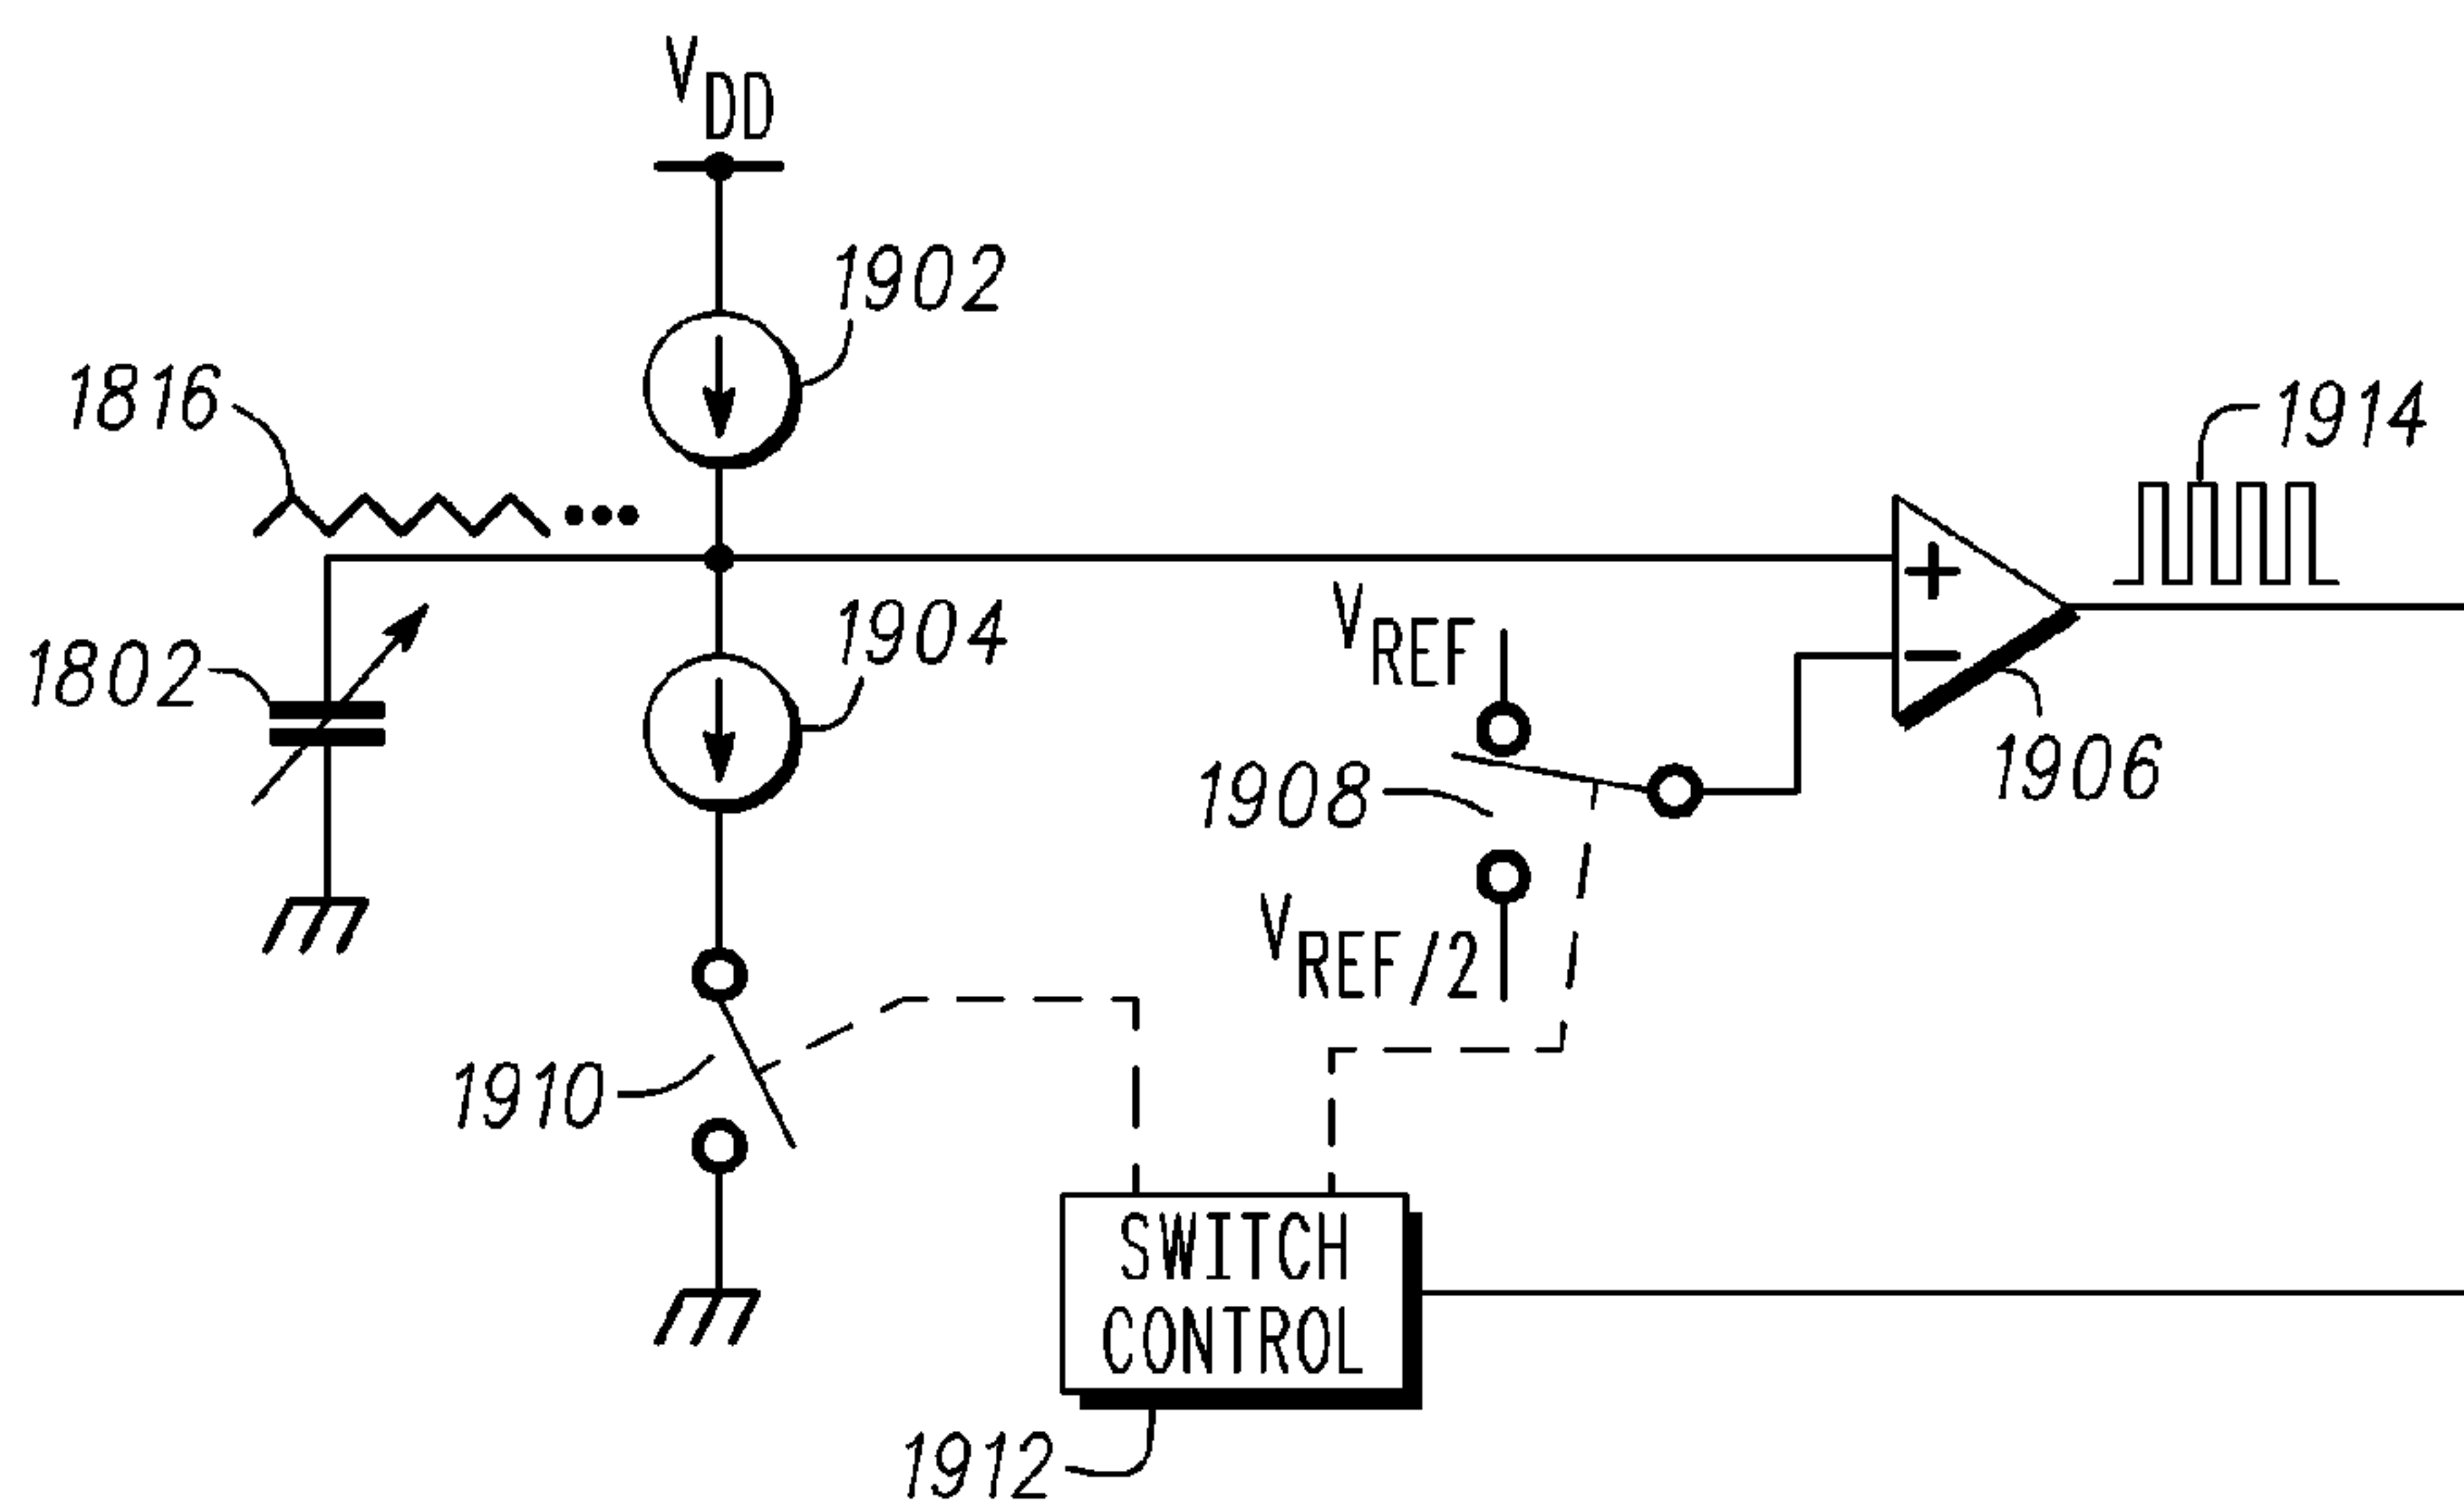 VDD
1902
1816
1914
1904
VREF
1802
1908
1906
VREF/2
1910
SWITCH
CONTROL
1912